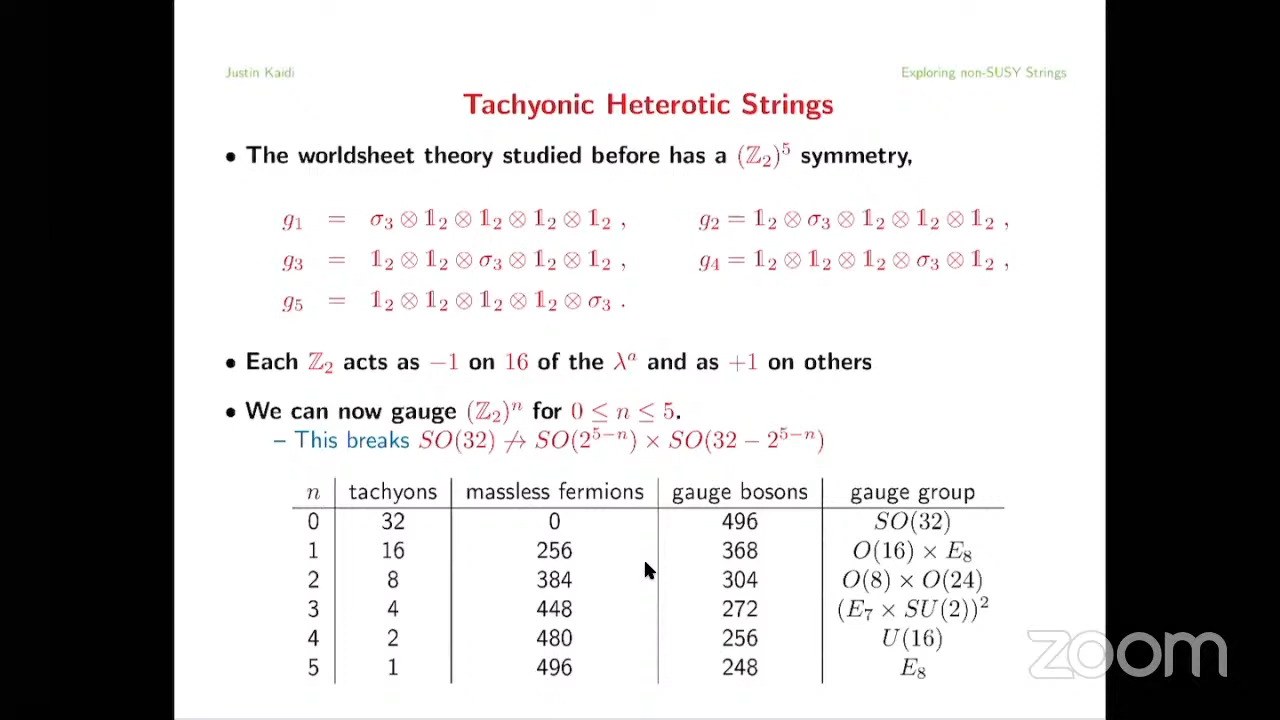 Justin Kaidi Exploring non-SUSY Strings
Tachyonic Heterotic Strings
• The worldsheet theory studied before has a (ℤ₂)⁵ symmetry,
g₁ = σ₃ ⊗ 𝟙₂ ⊗ 𝟙₂ ⊗ 𝟙₂ ⊗ 𝟙₂ , g₂ = 𝟙₂ ⊗ σ₃ ⊗ 𝟙₂ ⊗ 𝟙₂ ⊗ 𝟙₂ ,
g₃ = 𝟙₂ ⊗ 𝟙₂ ⊗ σ₃ ⊗ 𝟙₂ ⊗ 𝟙₂ , g₄ = 𝟙₂ ⊗ 𝟙₂ ⊗ 𝟙₂ ⊗ σ₃ ⊗ 𝟙₂ ,
g₅ = 𝟙₂ ⊗ 𝟙₂ ⊗ 𝟙₂ ⊗ 𝟙₂ ⊗ σ₃ .
• Each ℤ₂ acts as −1 on 16 of the λᵃ and as +1 on others
• We can now gauge (ℤ₂)ⁿ for 0 ≤ n ≤ 5.
– This breaks SO(32) ↛ SO(2⁵⁻ⁿ) × SO(32 − 2⁵⁻ⁿ)
n tachyons massless fermions gauge bosons gauge group
0 32 0 496 SO(32)
1 16 256 368 O(16) × E₈
2 8 384 304 O(8) × O(24)
3 4 448 272 (E₇ × SU(2))²
4 2 480 256 U(16)
5 1 496 248 E₈
zoom